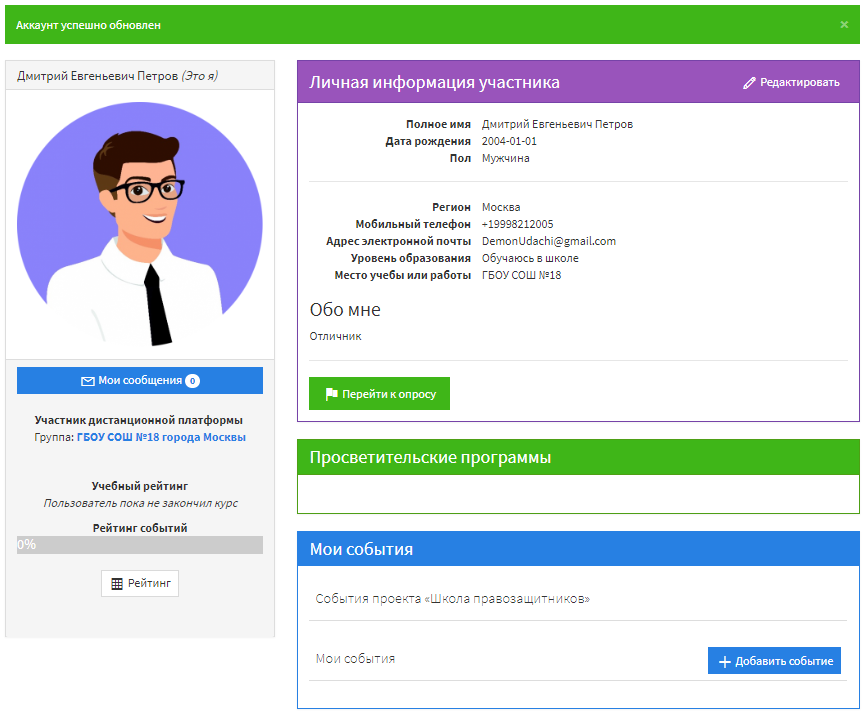 Аккаунт успешно обновлен ×
Дмитрий Евгеньевич Петров (Это я)
Мои сообщения 0
Участник дистанционной платформы
Группа: ГБОУ СОШ №18 города Москвы
Учебный рейтинг
Пользователь пока не закончил курс
Рейтинг событий
0%
Рейтинг
Личная информация участника Редактировать
Полное имя Дмитрий Евгеньевич Петров
Дата рождения 2004-01-01
Пол Мужчина
Регион Москва
Мобильный телефон +19998212005
Адрес электронной почты DemonUdachi@gmail.com
Уровень образования Обучаюсь в школе
Место учебы или работы ГБОУ СОШ №18
Обо мне
Отличник
Перейти к опросу
Просветительские программы
Мои события
События проекта «Школа правозащитников»
Мои события Добавить событие